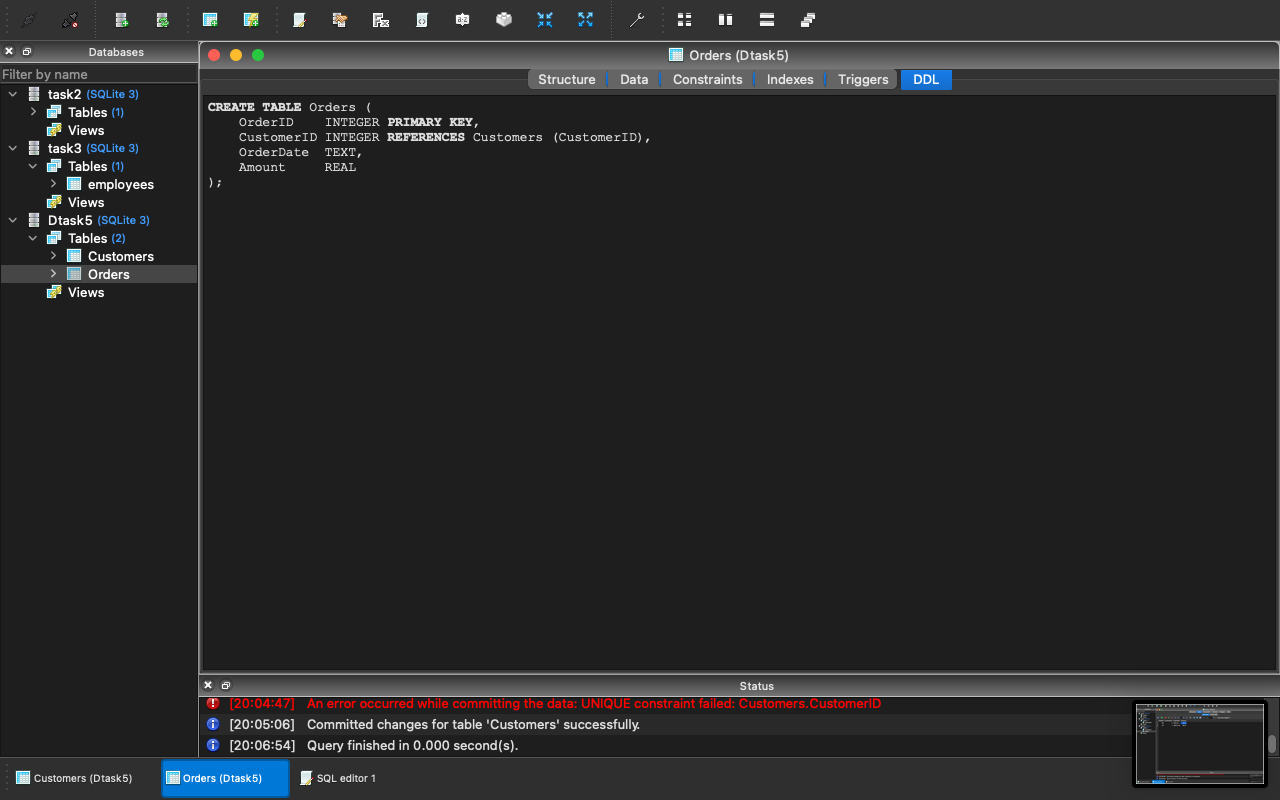 Databases
Orders (Dtask5)
Filter by name
Structure
Data
Constraints
Indexes
Triggers
DDL
task2 (SQLite 3)
Tables (1)
Views
task3 (SQLite 3)
Tables (1)
employees
Views
Dtask5 (SQLite 3)
Tables (2)
Customers
Orders
Views
CREATE TABLE Orders (
OrderID INTEGER PRIMARY KEY,
CustomerID INTEGER REFERENCES Customers (CustomerID),
OrderDate TEXT,
Amount REAL
);
Status
[20:04:47] An error occurred while committing the data: UNIQUE constraint failed: Customers.CustomerID
[20:05:06] Committed changes for table 'Customers' successfully.
[20:06:54] Query finished in 0.000 second(s).
Customers (Dtask5)
Orders (Dtask5)
SQL editor 1